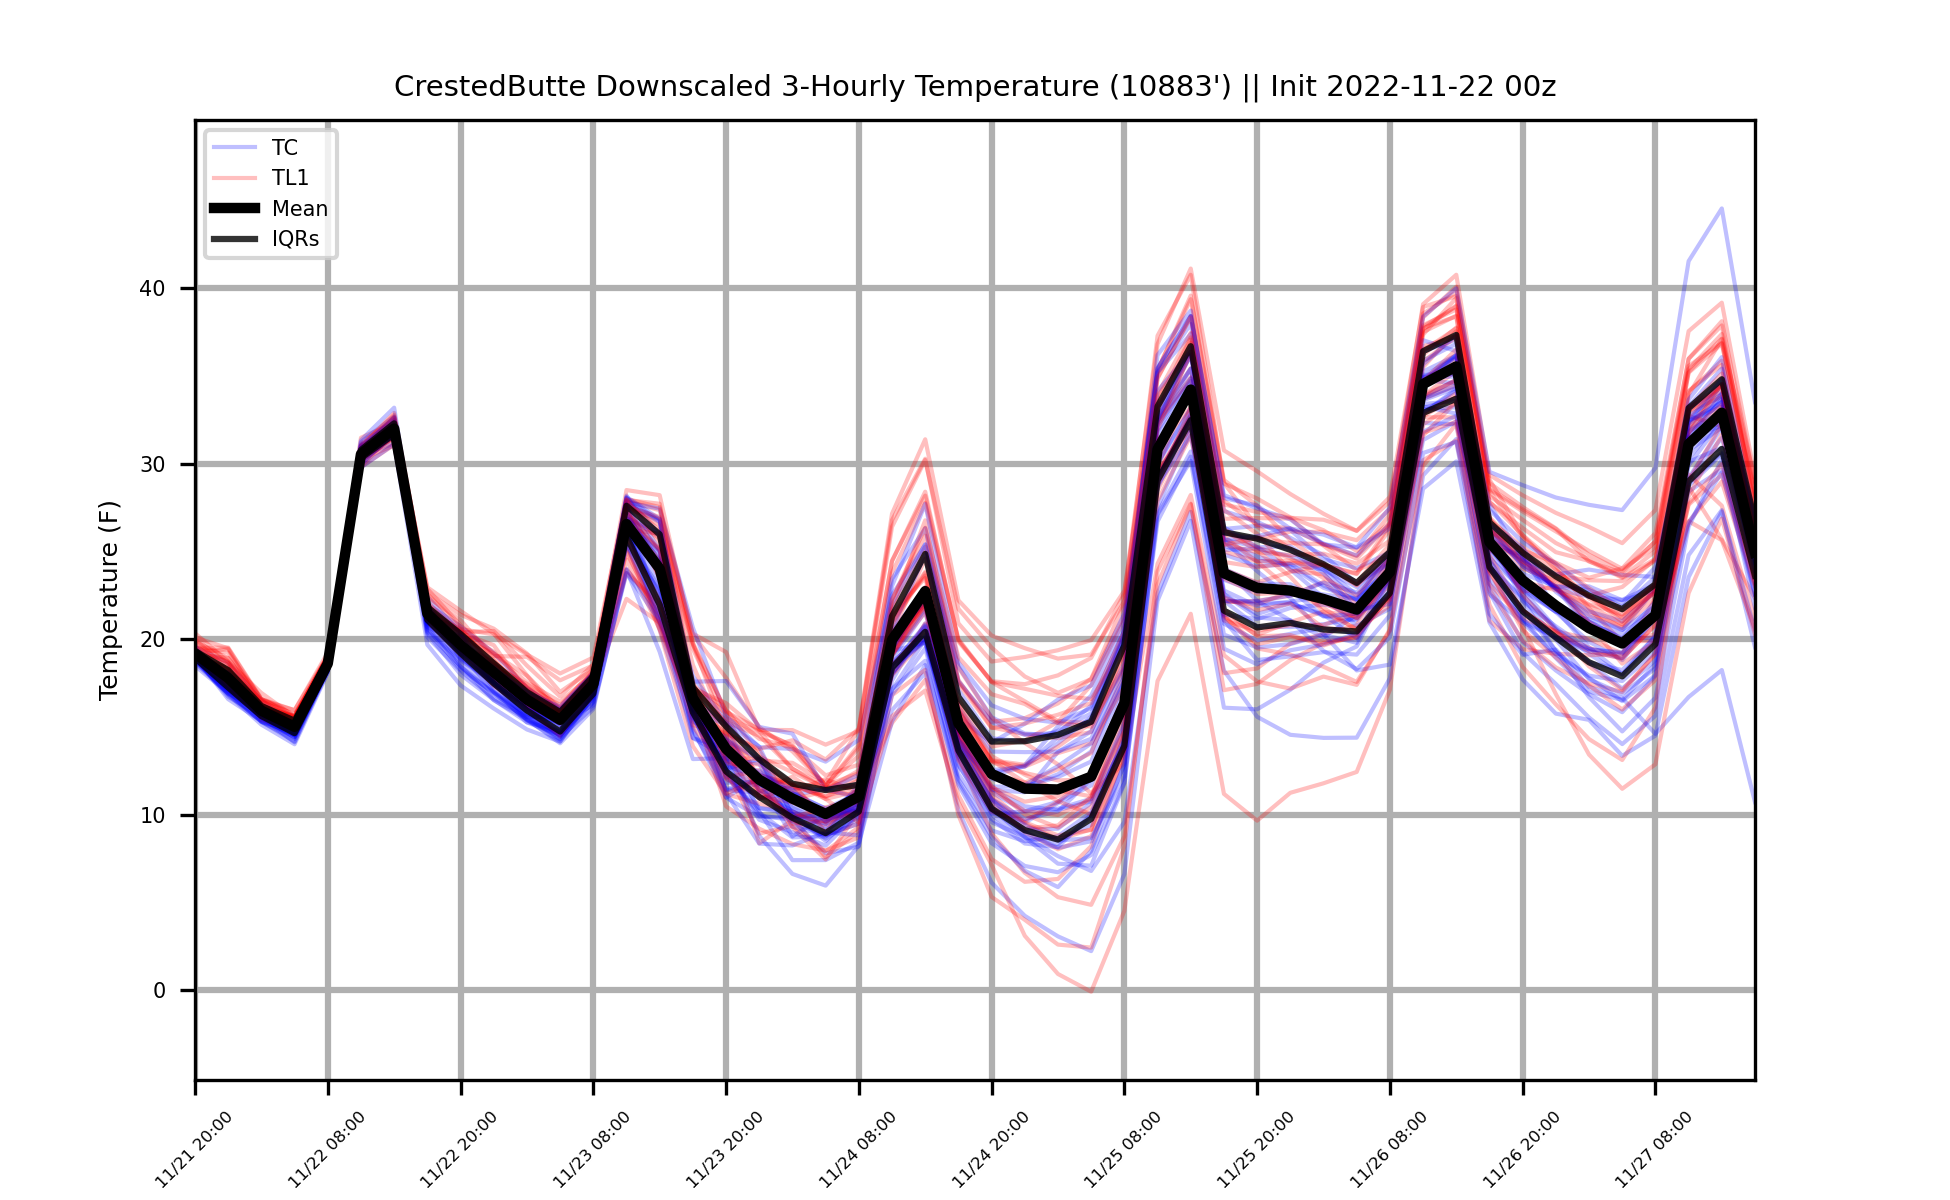 CrestedButte Downscaled 3-Hourly Temperature (10883') || Init 2022-11-22 00z
TC
TL1
Mean
IQRs
Temperature (F)
40
30
20
10
0
11/21 20:00
11/22 08:00
11/22 20:00
11/23 08:00
11/23 20:00
11/24 08:00
11/24 20:00
11/25 08:00
11/25 20:00
11/26 08:00
11/26 20:00
11/27 08:00